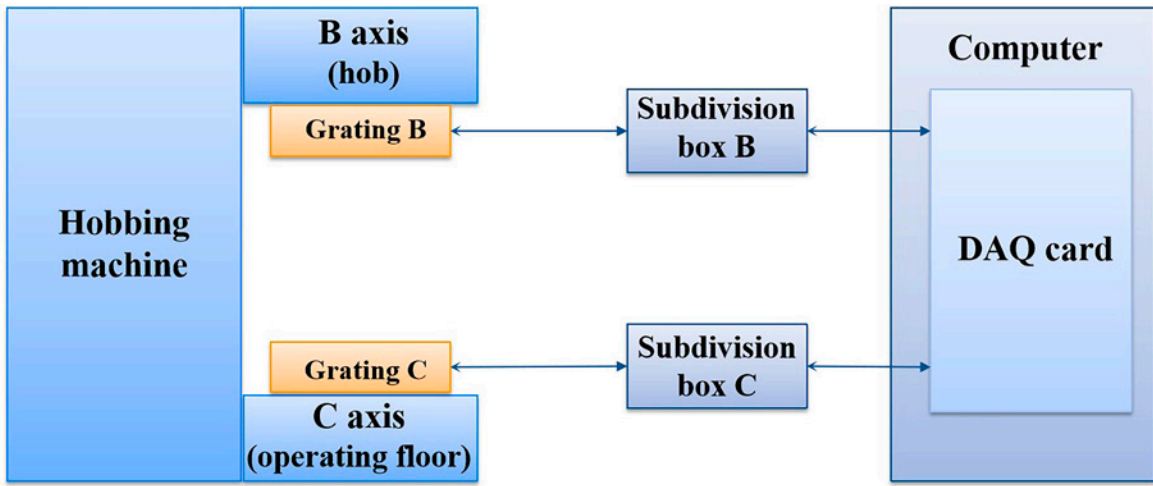 Hobbing
machine
B axis
(hob)
Grating B
Subdivision
box B
Computer
DAQ card
Grating C
C axis
(operating floor)
Subdivision
box C